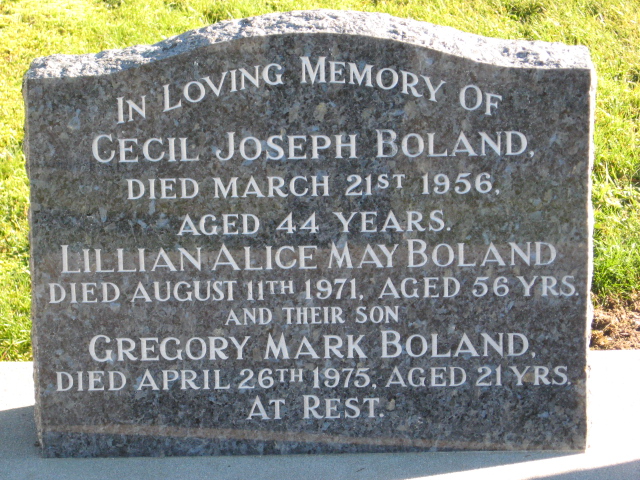 In Loving Memory Of
Cecil Joseph Boland,
died March 21st 1956,
aged 44 years.
Lillian Alice May Boland
died August 11th 1971, aged 56 yrs.
and their son
Gregory Mark Boland,
died April 26th 1975, aged 21 yrs.
At Rest.